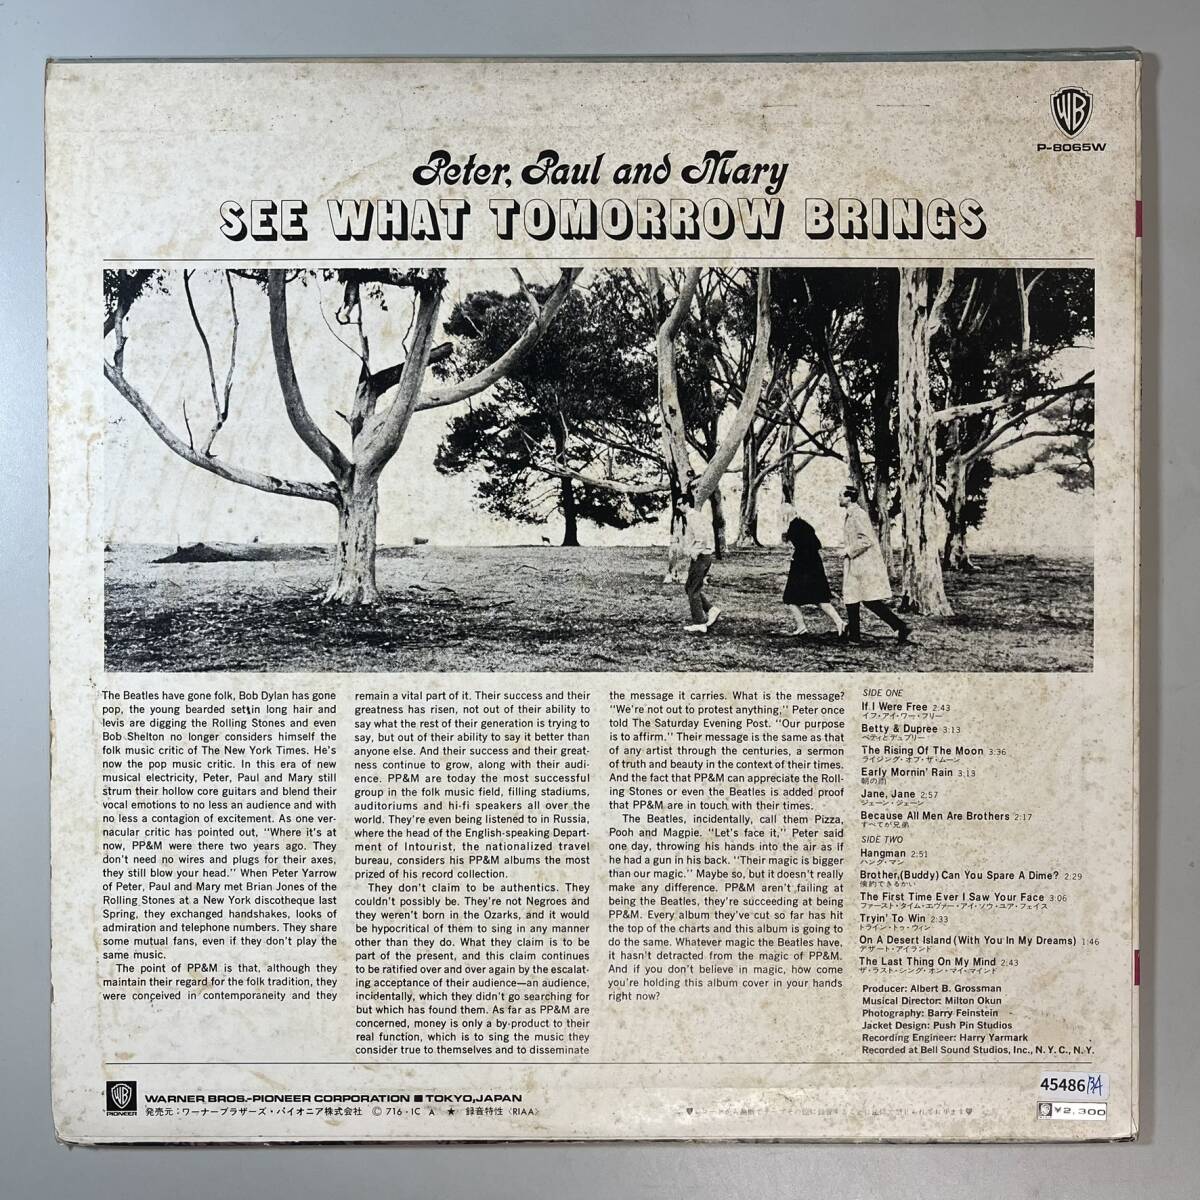 WB
P-8065W
Peter, Paul and Mary
SEE WHAT TOMORROW BRINGS
The Beatles have gone folk, Bob Dylan has gone
pop, the young bearded set in long hair and
levis are digging the Rolling Stones and even
Bob Shelton no longer considers himself the
folk music critic of The New York Times. He's
now the pop music critic. In this era of new
musical electricity, Peter, Paul and Mary still
strum their hollow core guitars and blend their
vocal emotions to no less an audience and with
no less a contagion of excitement. As one ver-
nacular critic has pointed out, "Where it's at
now, PP&M were there two years ago. They
don't need no wires and plugs for their axes,
they still blow your head." When Peter Yarrow
of Peter, Paul and Mary met Brian Jones of the
Rolling Stones at a New York discotheque last
Spring, they exchanged handshakes, looks of
admiration and telephone numbers. They share
some mutual fans, even if they don't play the
same music.
The point of PP&M is that, although they
maintain their regard for the folk tradition, they
were conceived in contemporaneity and they
remain a vital part of it. Their success and their
greatness has risen, not out of their ability to
say what the rest of their generation is trying to
say, but out of their ability to say it better than
anyone else. And their success and their great-
ness continue to grow, along with their audi-
ence. PP&M are today the most successful
group in the folk music field, filling stadiums,
auditoriums and hi-fi speakers all over the
world. They're even being listened to in Russia,
where the head of the English-speaking Depart-
ment of Intourist, the nationalized travel
bureau, considers his PP&M albums the most
prized of his record collection.
They don't claim to be authentics. They
couldn't possibly be. They're not Negroes and
they weren't born in the Ozarks, and it would
be hypocritical of them to sing in any manner
other than they do. What they claim is to be
part of the present, and this claim continues
to be ratified over and over again by the escalat-
ing acceptance of their audience—an audience,
incidentally, which they didn't go searching for
but which has found them. As far as PP&M are
concerned, money is only a by-product to their
real function, which is to sing the music they
consider true to themselves and to disseminate
the message it carries. What is the message?
"We're not out to protest anything," Peter once
told The Saturday Evening Post. "Our purpose
is to affirm." Their message is the same as that
of any artist through the centuries, a sermon
of truth and beauty in the context of their times.
And the fact that PP&M can appreciate the Roll-
ing Stones or even the Beatles is added proof
that PP&M are in touch with their times.
The Beatles, incidentally, call them Pizza,
Pooh and Magpie. "Let's face it," Peter said
one day, throwing his hands into the air as if
he had a gun in his back. "Their magic is bigger
than our magic." Maybe so, but it doesn't really
make any difference. PP&M aren't failing at
being the Beatles, they're succeeding at being
PP&M. Every album they've cut so far has hit
the top of the charts and this album is going to
do the same. Whatever magic the Beatles have,
it hasn't detracted from the magic of PP&M.
And if you don't believe in magic, how come
you're holding this album cover in your hands
right now?
SIDE ONE
If I Were Free 2:43
イフ・アイ・ワー・フリー
Betty & Dupree 3:13
ベティとデュプリー
The Rising Of The Moon 3:36
ライジング・オブ・ザ・ムーン
Early Mornin' Rain 3:13
朝の雨
Jane, Jane 2:57
ジェーン・ジェーン
Because All Men Are Brothers 2:17
すべてが兄弟
SIDE TWO
Hangman 2:51
ハング・マン
Brother, (Buddy) Can You Spare A Dime? 2:29
倹約できるかい
The First Time Ever I Saw Your Face 3:06
ファースト・タイム・エヴァー・アイ・ソウ・ユア・フェイス
Tryin' To Win 2:33
トライン・トゥ・ウィン
On A Desert Island (With You In My Dreams) 1:46
デザート・アイランド
The Last Thing On My Mind 2:43
ザ・ラスト・シング・オン・マイ・マインド
Producer: Albert B. Grossman
Musical Director: Milton Okun
Photography: Barry Feinstein
Jacket Design: Push Pin Studios
Recording Engineer: Harry Yarmark
Recorded at Bell Sound Studios, Inc., N.Y.C., N.Y.
WB
PIONEER
WARNER BROS.-PIONEER CORPORATION ■ TOKYO, JAPAN
発売元：ワーナーブラザーズ・パイオニア株式会社 Ⓒ 716・IC A ★ 録音特性〈RIAA〉
45486
¥2,300